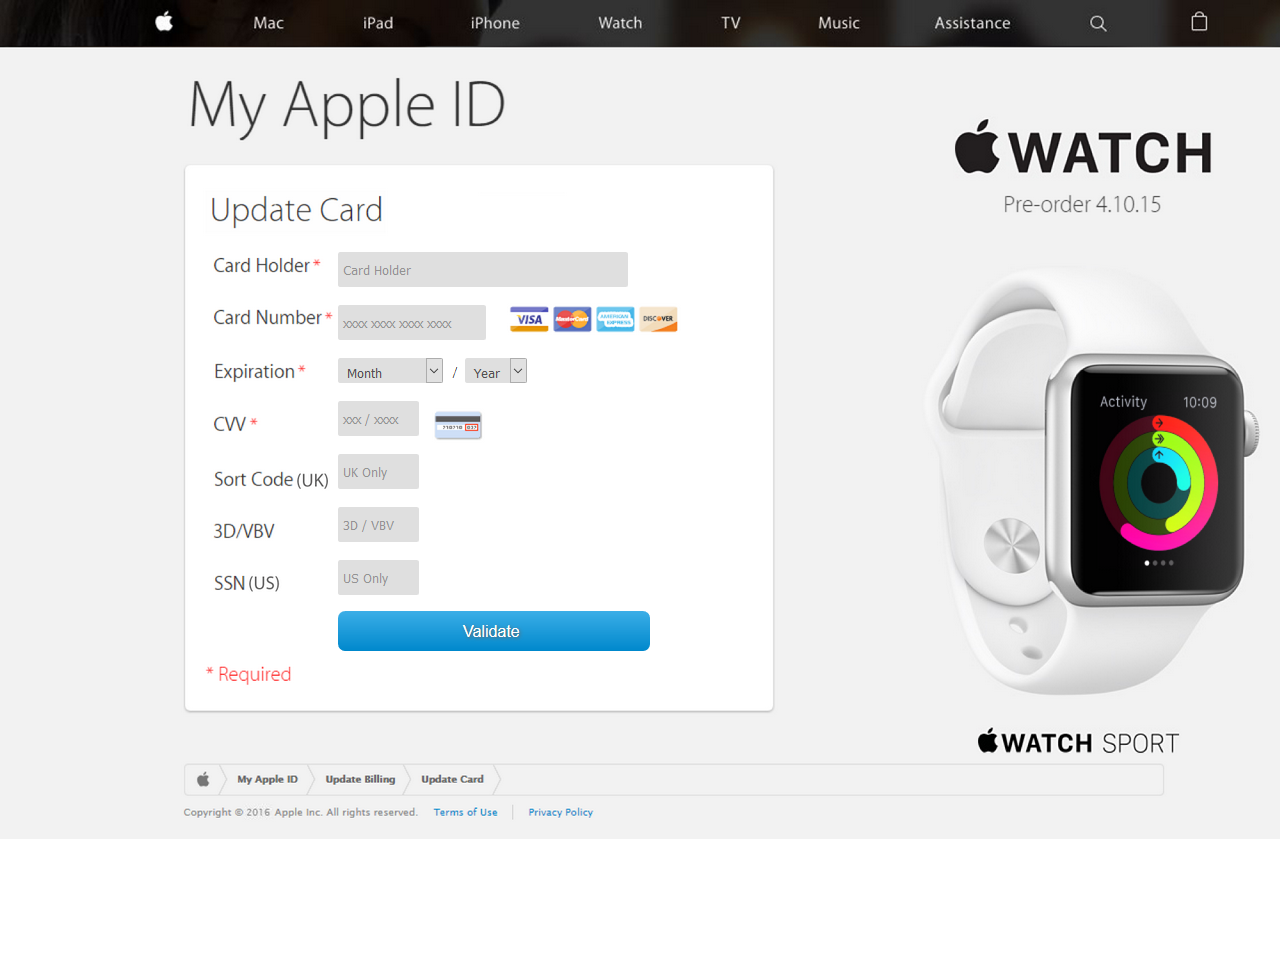 Mac iPad iPhone Watch TV Music Assistance
My Apple ID
WATCH
Pre-order 4.10.15
Update Card
Card Holder * Card Holder
Card Number * xxxx xxxx xxxx xxxx VISA MasterCard AMERICAN EXPRESS DISCOVER
Expiration * Month / Year
CVV * xxx / xxxx
Sort Code (UK) UK Only
3D/VBV 3D / VBV
SSN (US) US Only
Validate
* Required
Activity 10:09
WATCH SPORT
My Apple ID Update Billing Update Card
Copyright © 2016 Apple Inc. All rights reserved. Terms of Use Privacy Policy